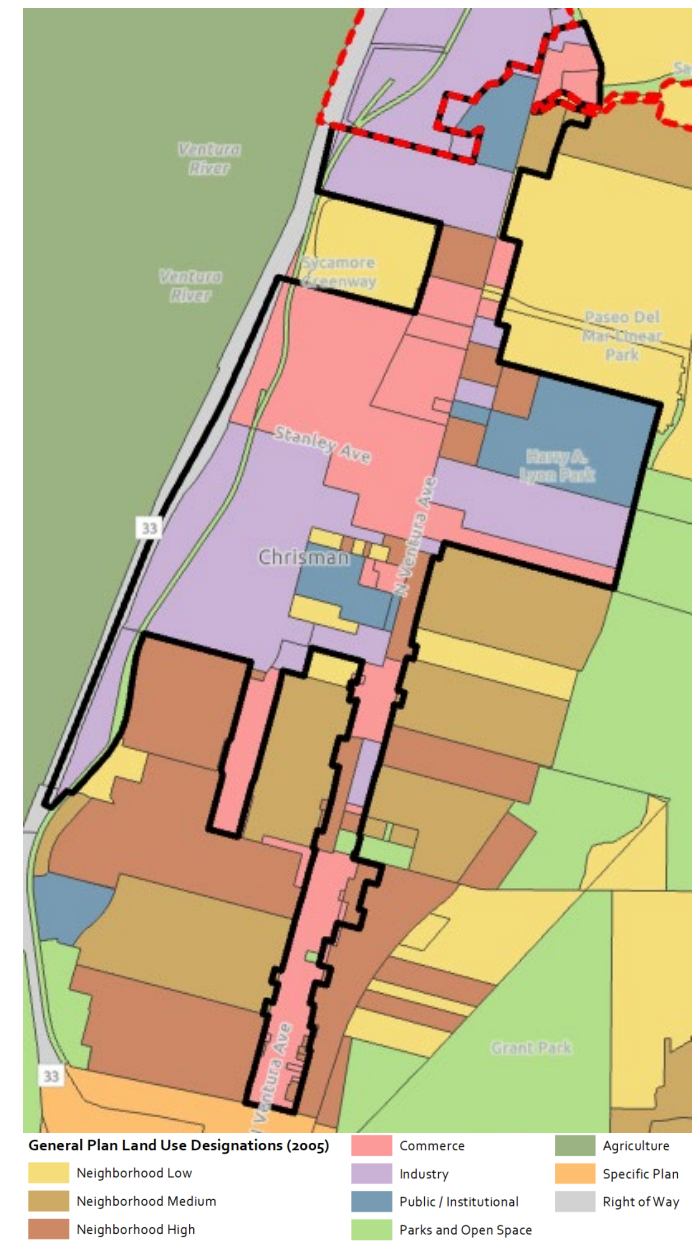 Sa
Ventura
River
Sycamore
Greenway
Ventura
River
Paseo Del
Mar Linear
Park
Stanley Ave
Harry A.
Lyon Park
N Ventura Ave
33
Chrisman
Grant Park
33
N Ventura Ave
General Plan Land Use Designations (2005)
Neighborhood Low
Neighborhood Medium
Neighborhood High
Commerce
Industry
Public / Institutional
Parks and Open Space
Agriculture
Specific Plan
Right of Way